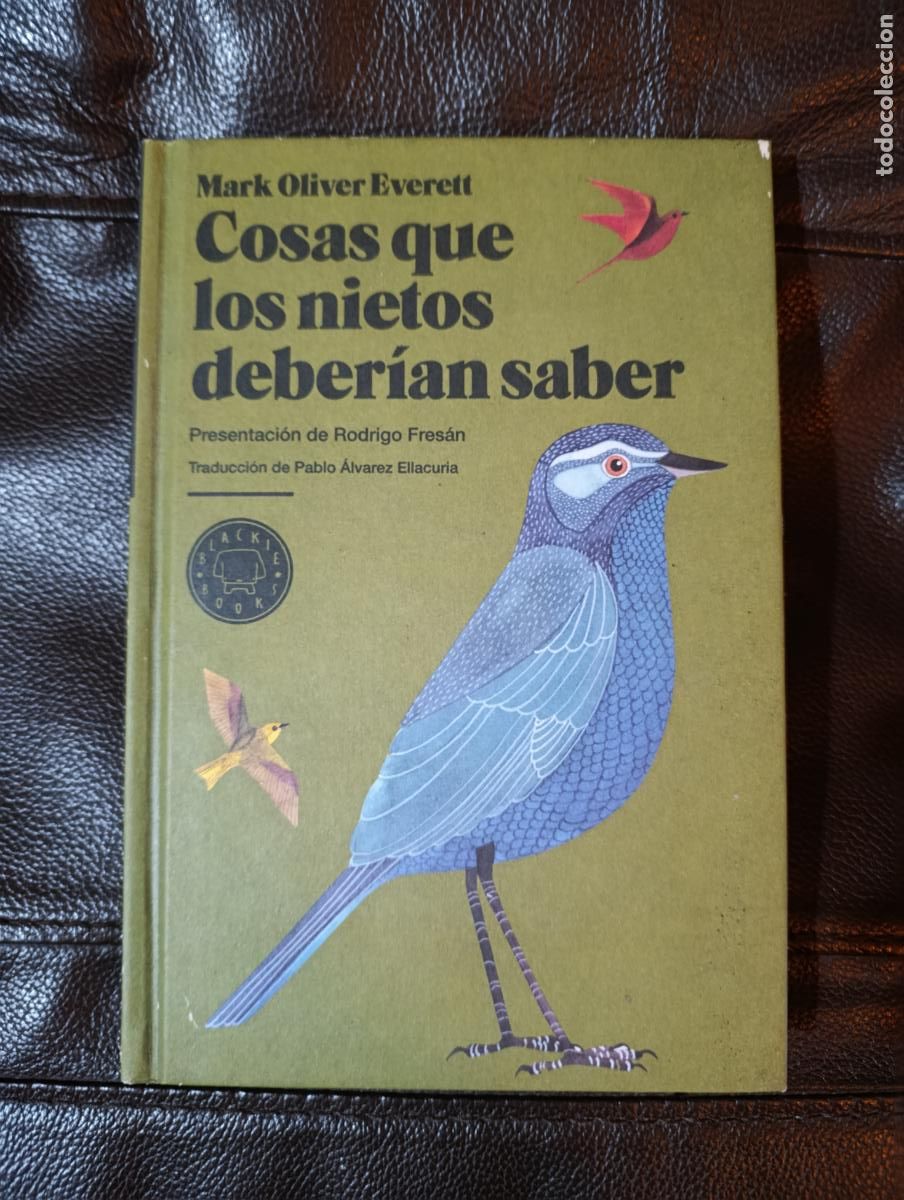 todocoleccion
Mark Oliver Everett
Cosas que
los nietos
deberían saber
Presentación de Rodrigo Fresán
Traducción de Pablo Álvarez Ellacuria
BLACKIE
BOOKS